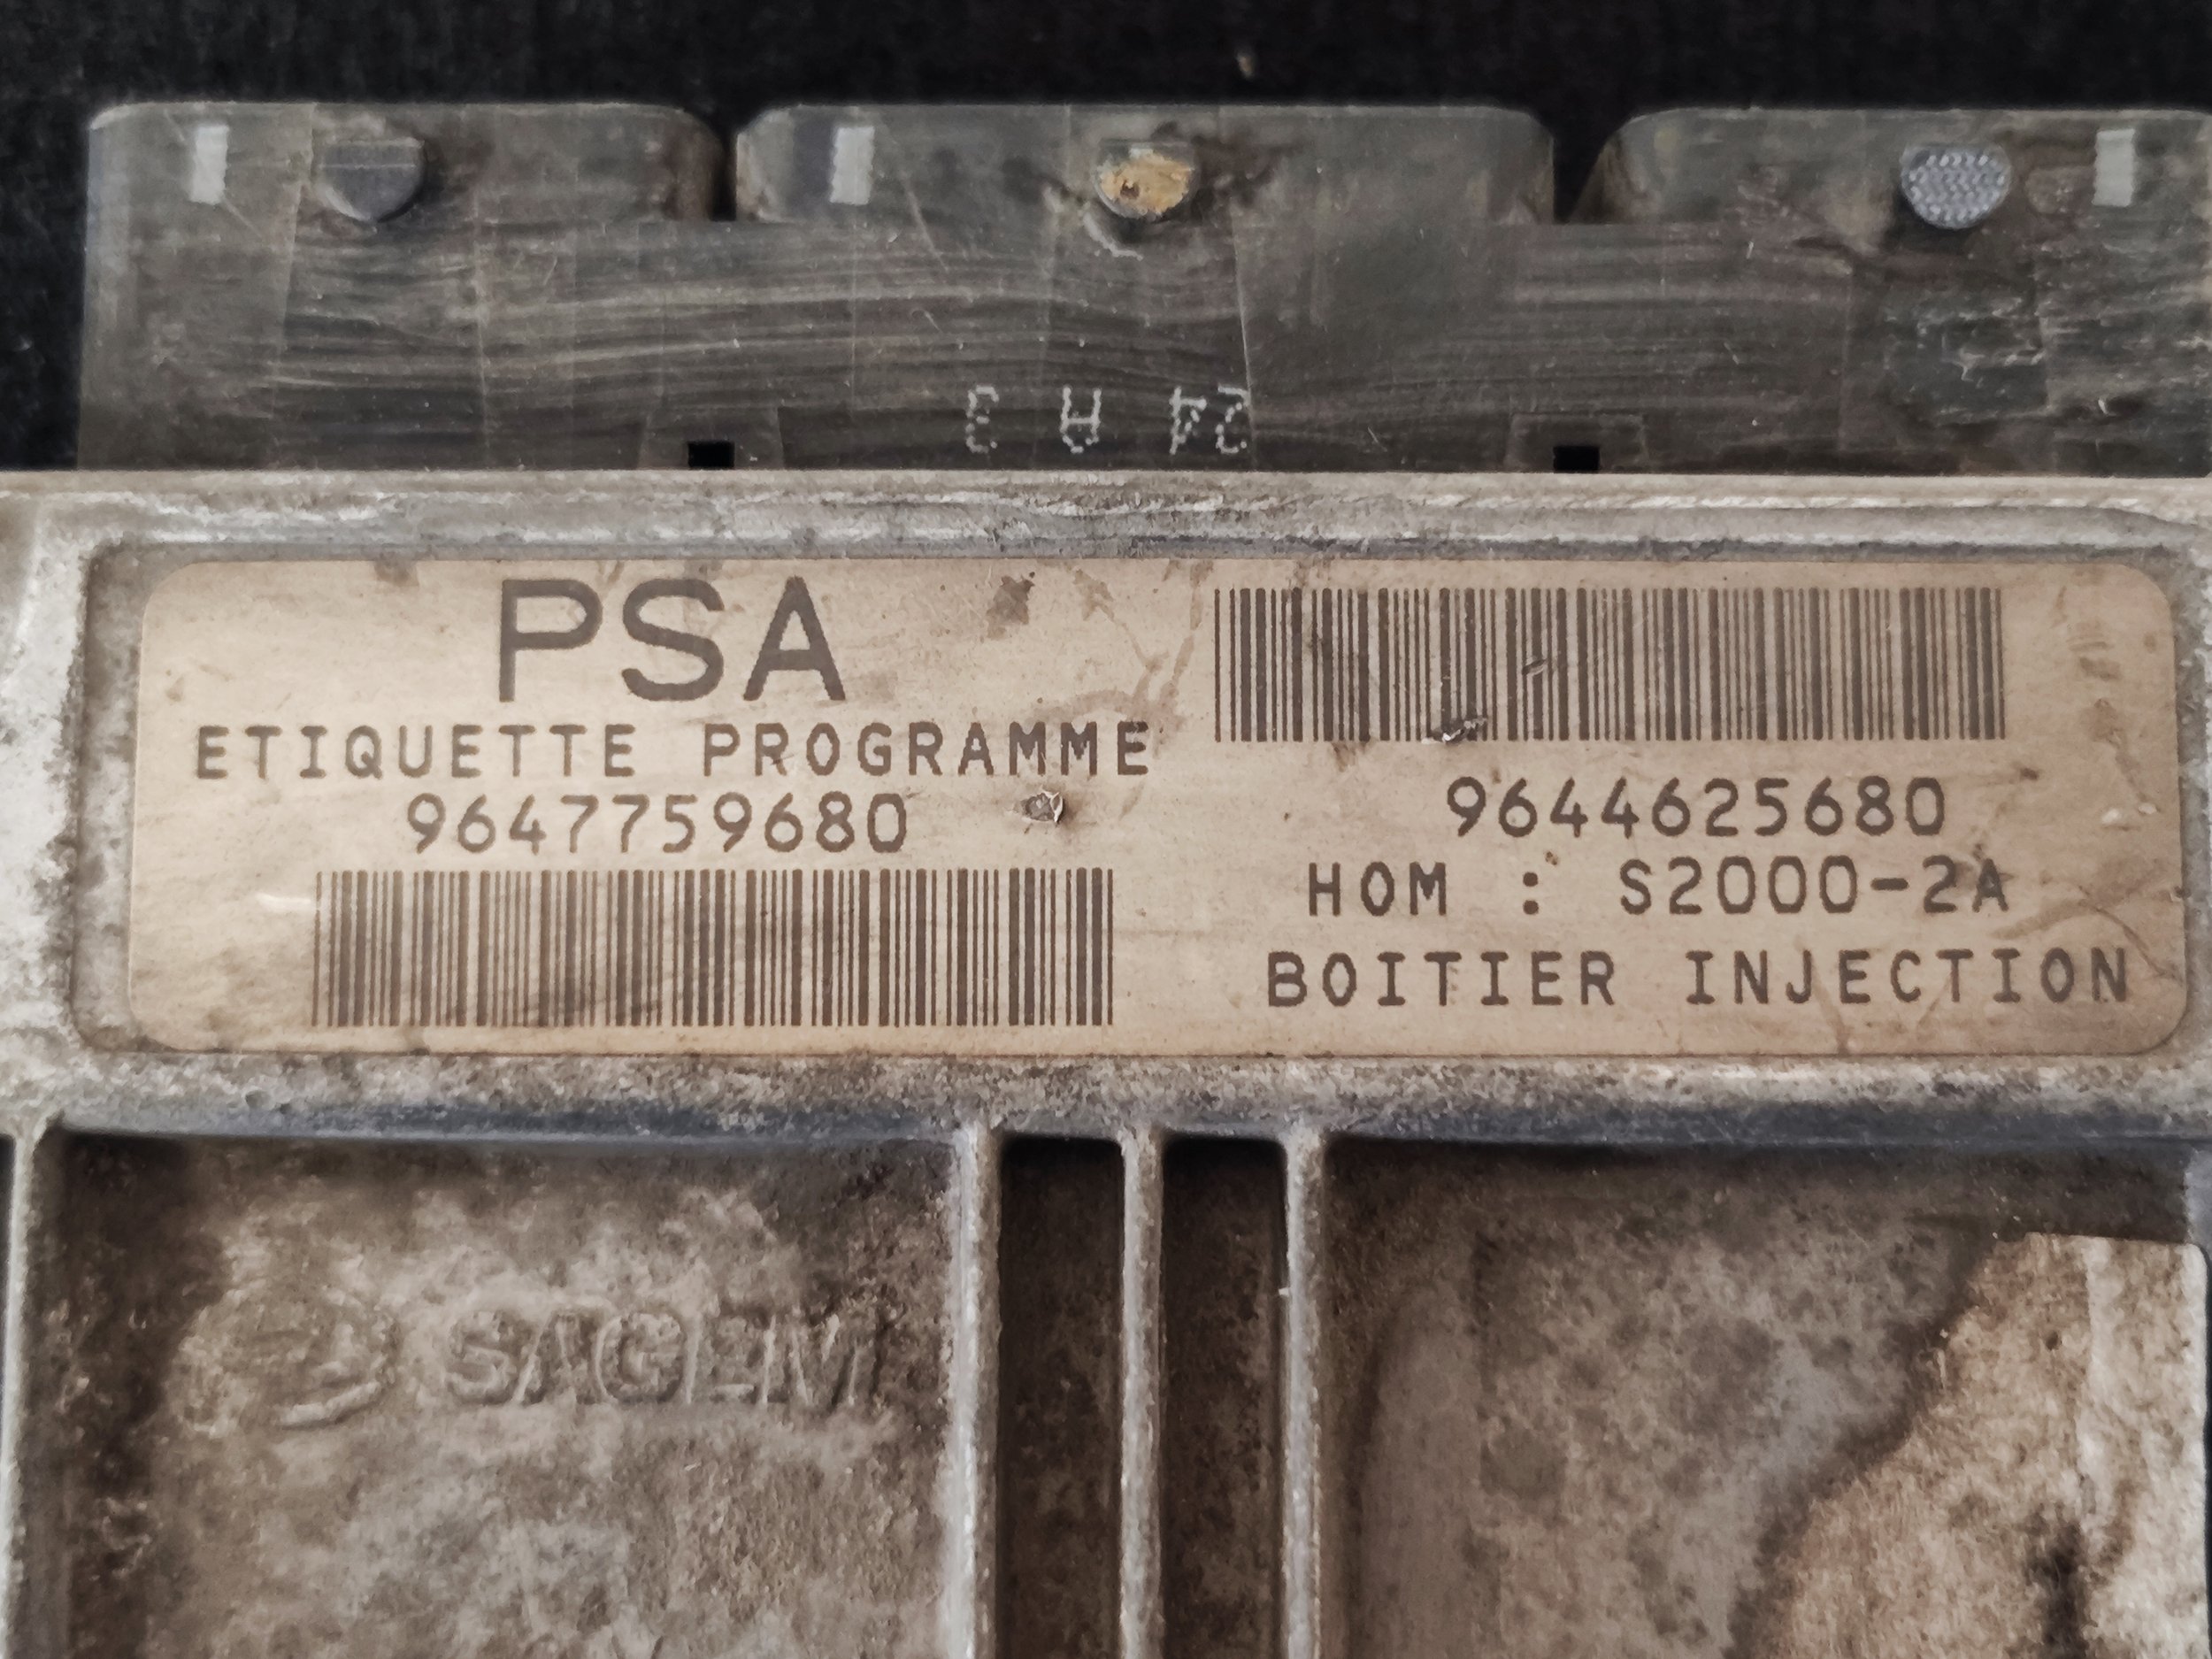 24 A 3
PSA
ETIQUETTE PROGRAMME
9647759680
9644625680
HOM : S2000-2A
BOITIER INJECTION
SAGEM